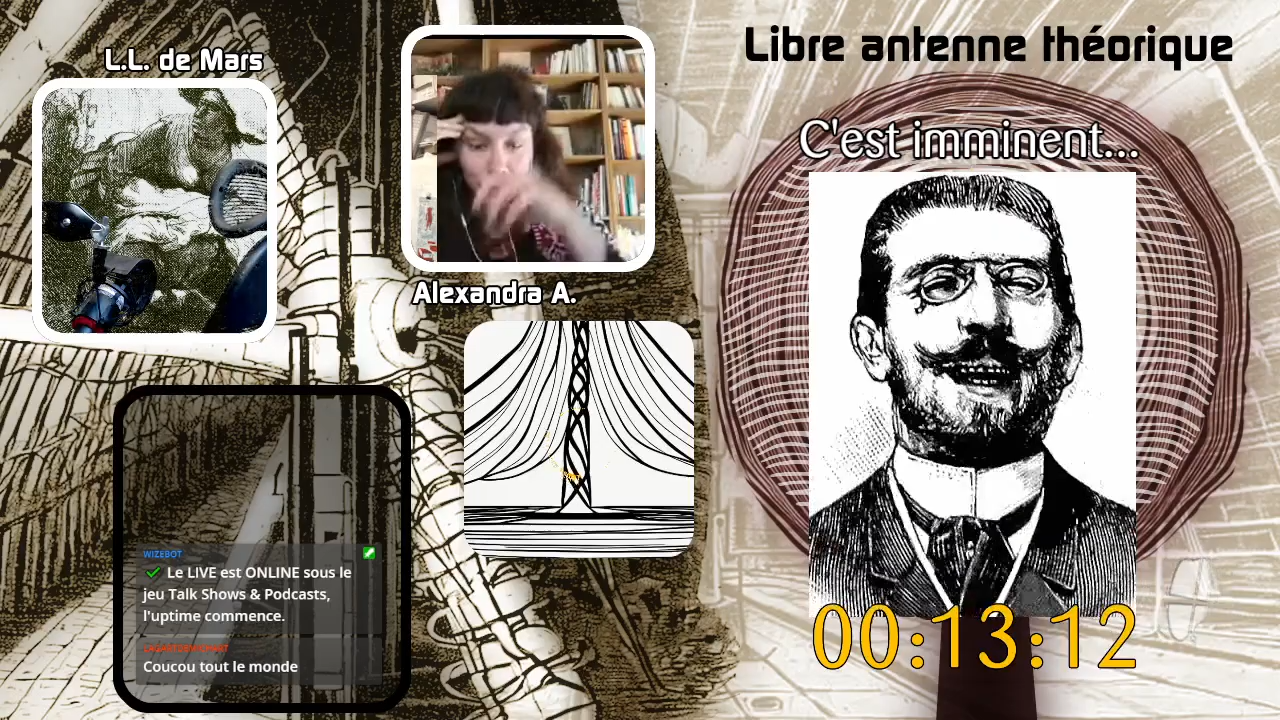 L.L. de Mars
Libre antenne théorique
C'est imminent...
Alexandra A.
WIZEBOT
Le LIVE est ONLINE sous le
jeu Talk Shows & Podcasts,
l'uptime commence.
Coucou tout le monde
00:13:12